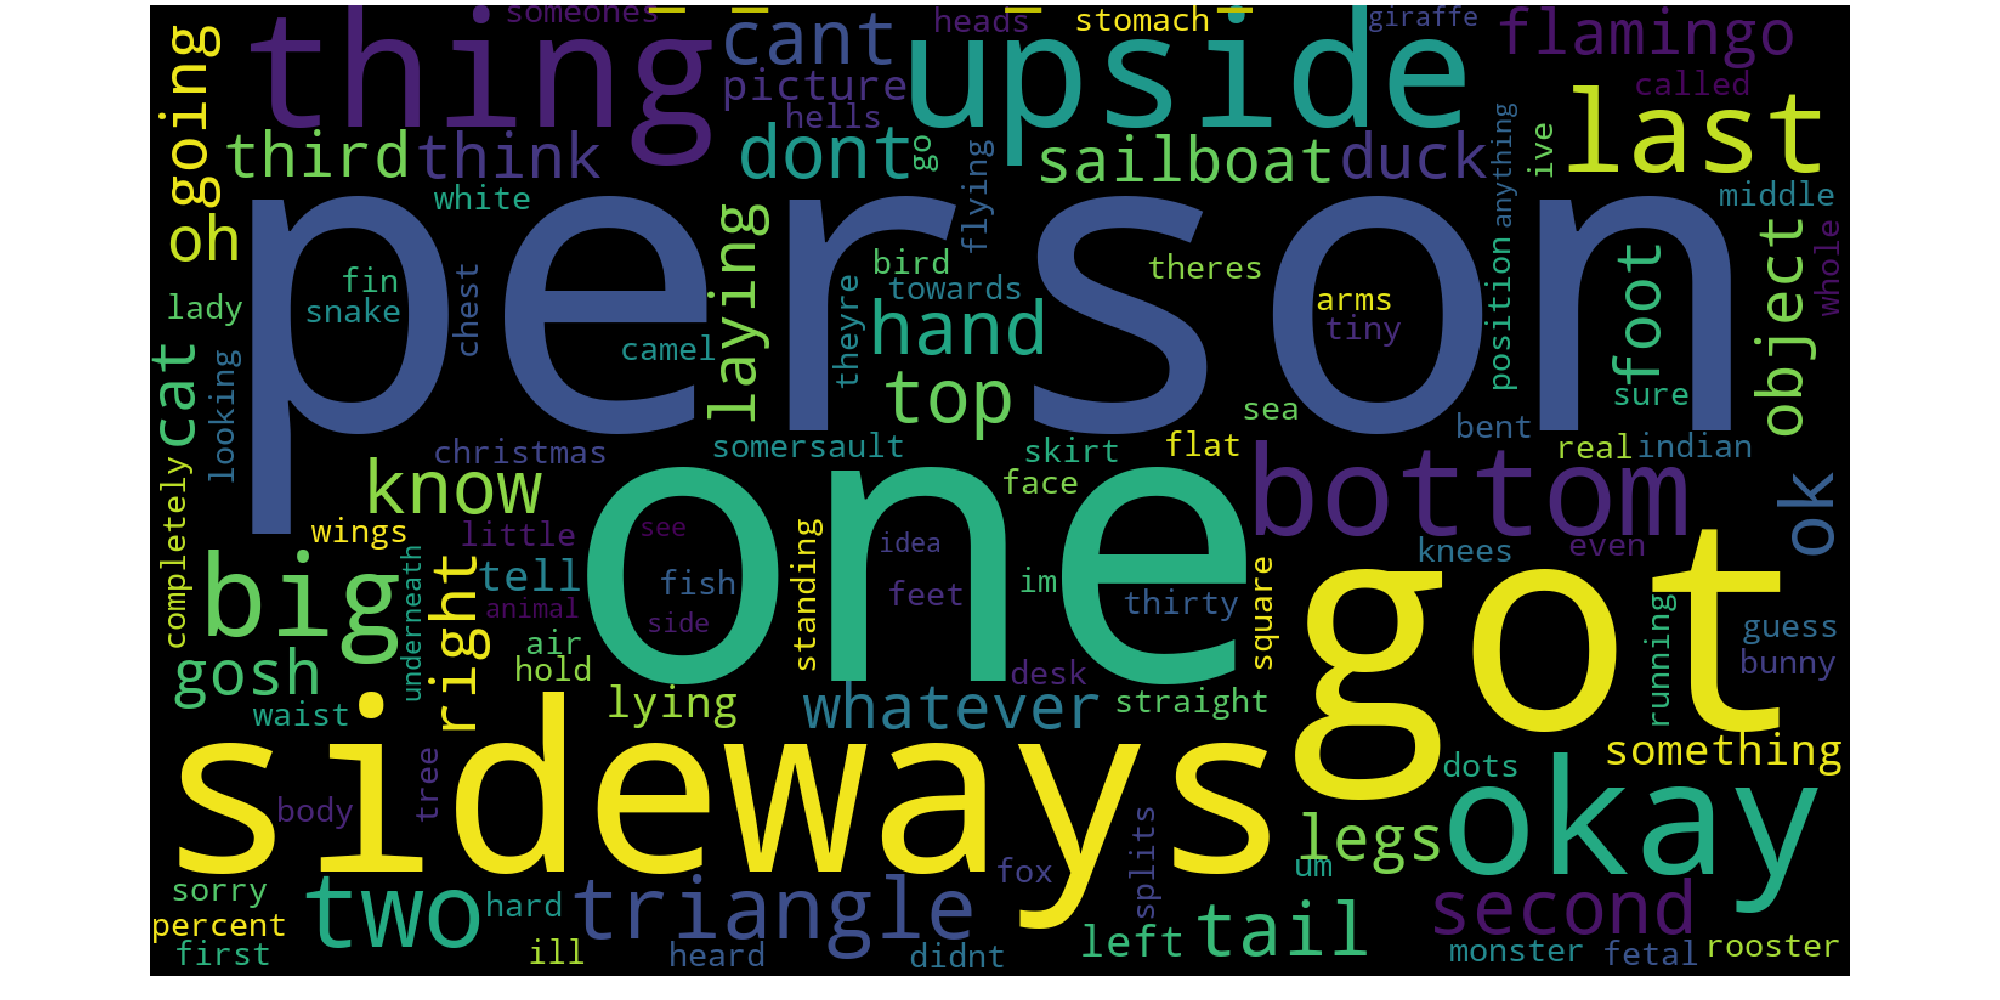 someones
heads
stomach
giraffe
going
thing
cant
upside
flamingo
picture
called
hells
last
third
think
dont
go
flying
sailboat
duck
ive
anything
white
middle
oh
person
laying
bird
theres
object
whole
fin
chest
towards
position
foot
lady
snake
theyre
hand
arms
tiny
cat
looking
camel
top
sure
sea
christmas
somersault
skirt
flat
bent
real
indian
completely
know
face
bottom
ok
wings
little
see
one
standing
idea
got
knees
even
big
underneath
right
tell
fish
feet
im
thirty
square
running
guess
animal
side
bunny
gosh
air
hold
desk
waist
lying
whatever
straight
sideways
something
tree
dots
body
splits
legs
okay
um
sorry
two
hard
triangle
fox
tail
second
percent
first
ill
heard
didnt
left
monster
fetal
rooster